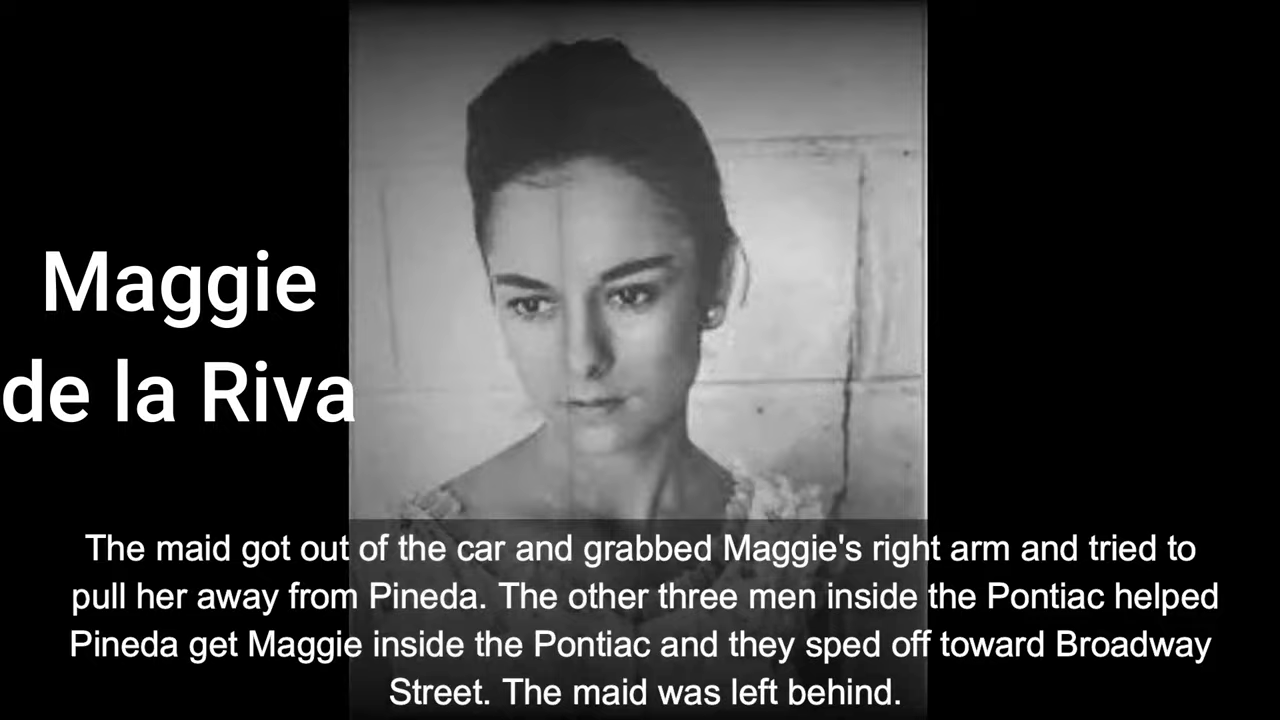 Maggie
de la Riva
The maid got out of the car and grabbed Maggie's right arm and tried to
pull her away from Pineda. The other three men inside the Pontiac helped
Pineda get Maggie inside the Pontiac and they sped off toward Broadway
Street. The maid was left behind.